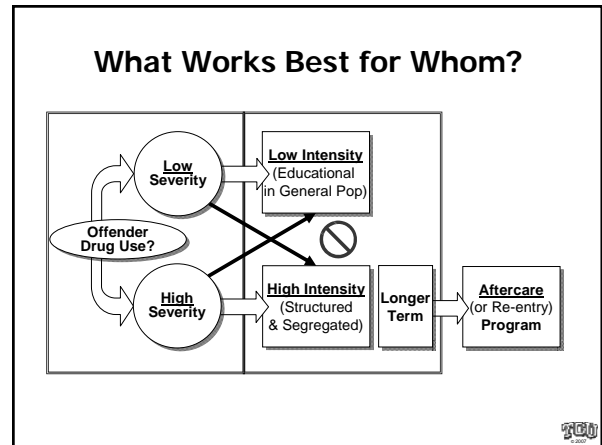 What Works Best for Whom?
Low
Severity
Low Intensity
(Educational
in General Pop)
Offender
Drug Use?
High
Severity
High Intensity
(Structured
& Segregated)
Longer
Term
Aftercare
(or Re-entry)
Program
TCU
© 2007